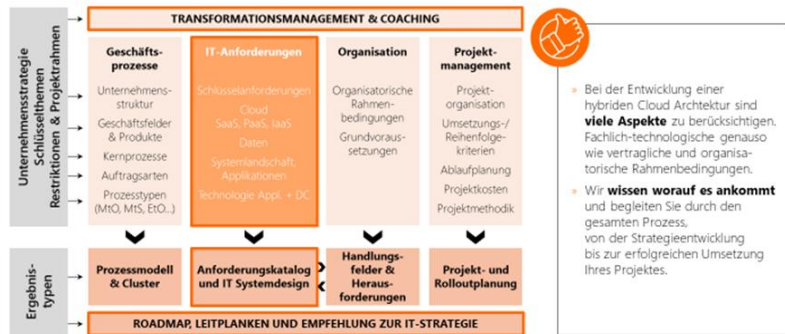 TRANSFORMATIONSMANAGEMENT & COACHING
Unternehmensstrategie
Schlüsselthemen
Restriktionen & Projektrahmen
Geschäfts-
prozesse
Unternehmens-
struktur
Geschäftsfelder
& Produkte
Kernprozesse
Auftragsarten
Prozesstypen
(MtO, MtS, EtO...)
IT-Anforderungen
Schlüsselanforderungen
Cloud
SaaS, PaaS, IaaS
Daten
Systemlandschaft,
Applikationen
Technologie Appl. + DC
Organisation
Organisatorische
Rahmen-
bedingungen
Grundvoraus-
setzungen
Projekt-
management
Projekt-
organisation
Umsetzungs-/
Reihenfolge-
kriterien
Ablaufplanung
Projektkosten
Projektmethodik
Ergebnis-
typen
Prozessmodell
& Cluster
Anforderungskatalog
und IT Systemdesign
Handlungs-
felder &
Heraus-
forderungen
Projekt- und
Rolloutplanung
ROADMAP, LEITPLANKEN UND EMPFEHLUNG ZUR IT-STRATEGIE
» Bei der Entwicklung einer
hybriden Cloud Archtektur sind
viele Aspekte zu berücksichtigen.
Fachlich-technologische genauso
wie vertragliche und organisa-
torische Rahmenbedingungen.
» Wir wissen worauf es ankommt
und begleiten Sie durch den
gesamten Prozess,
von der Strategieentwicklung
bis zur erfolgreichen Umsetzung
Ihres Projektes.